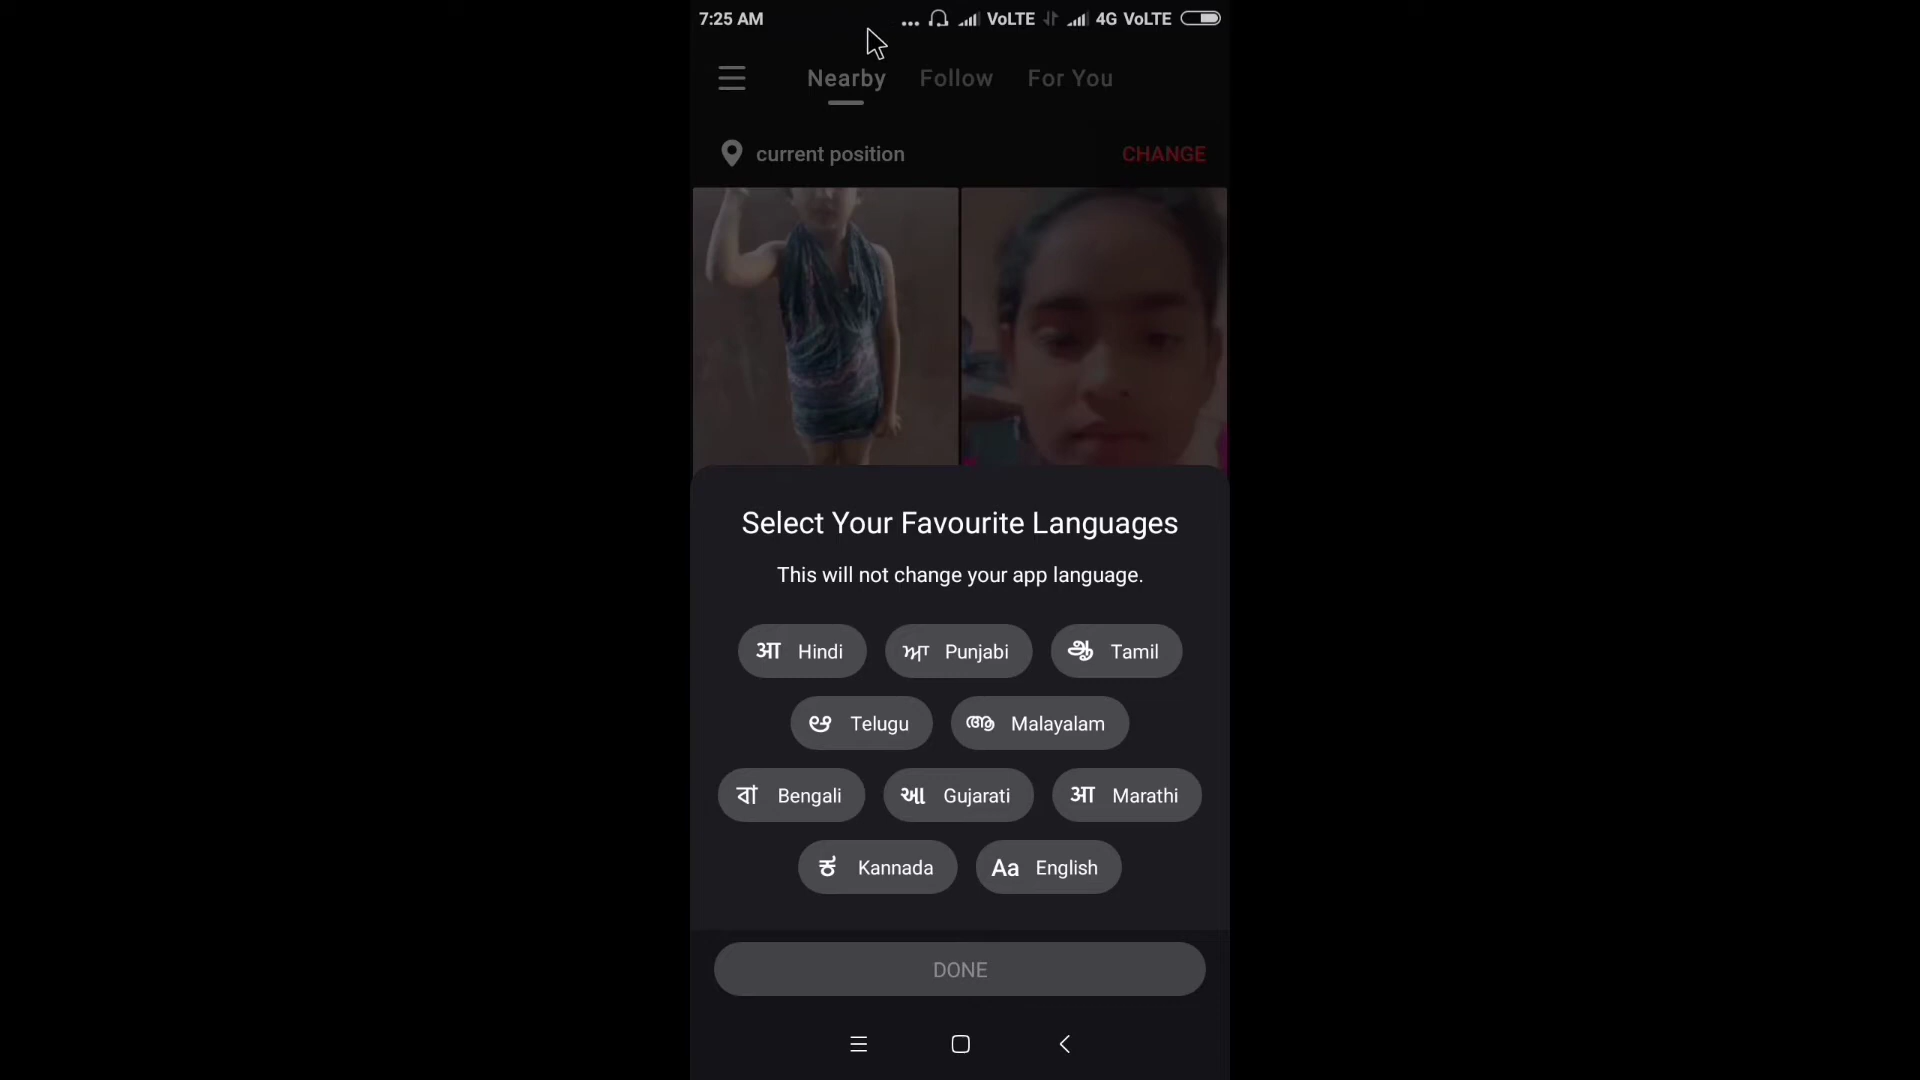 7:25 AM ... VoLTE 4G VoLTE
Nearby Follow For You
current position CHANGE
Select Your Favourite Languages
This will not change your app language.
आ Hindi ਆ Punjabi ஆ Tamil
ఆ Telugu ആ Malayalam
বাঁ Bengali આ Gujarati आ Marathi
ಕ Kannada Aa English
DONE